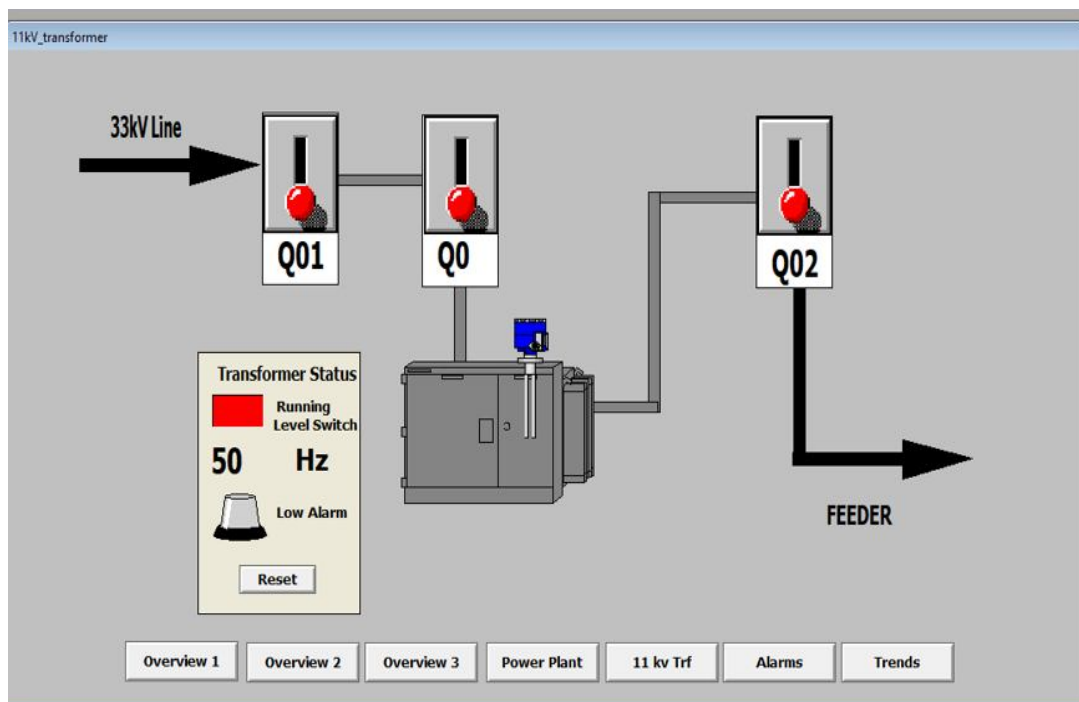 11kV_transformer
33kV Line
Q01
Q0
Q02
Transformer Status
Running
Level Switch
50 Hz
Low Alarm
Reset
FEEDER
Overview 1
Overview 2
Overview 3
Power Plant
11 kv Trf
Alarms
Trends